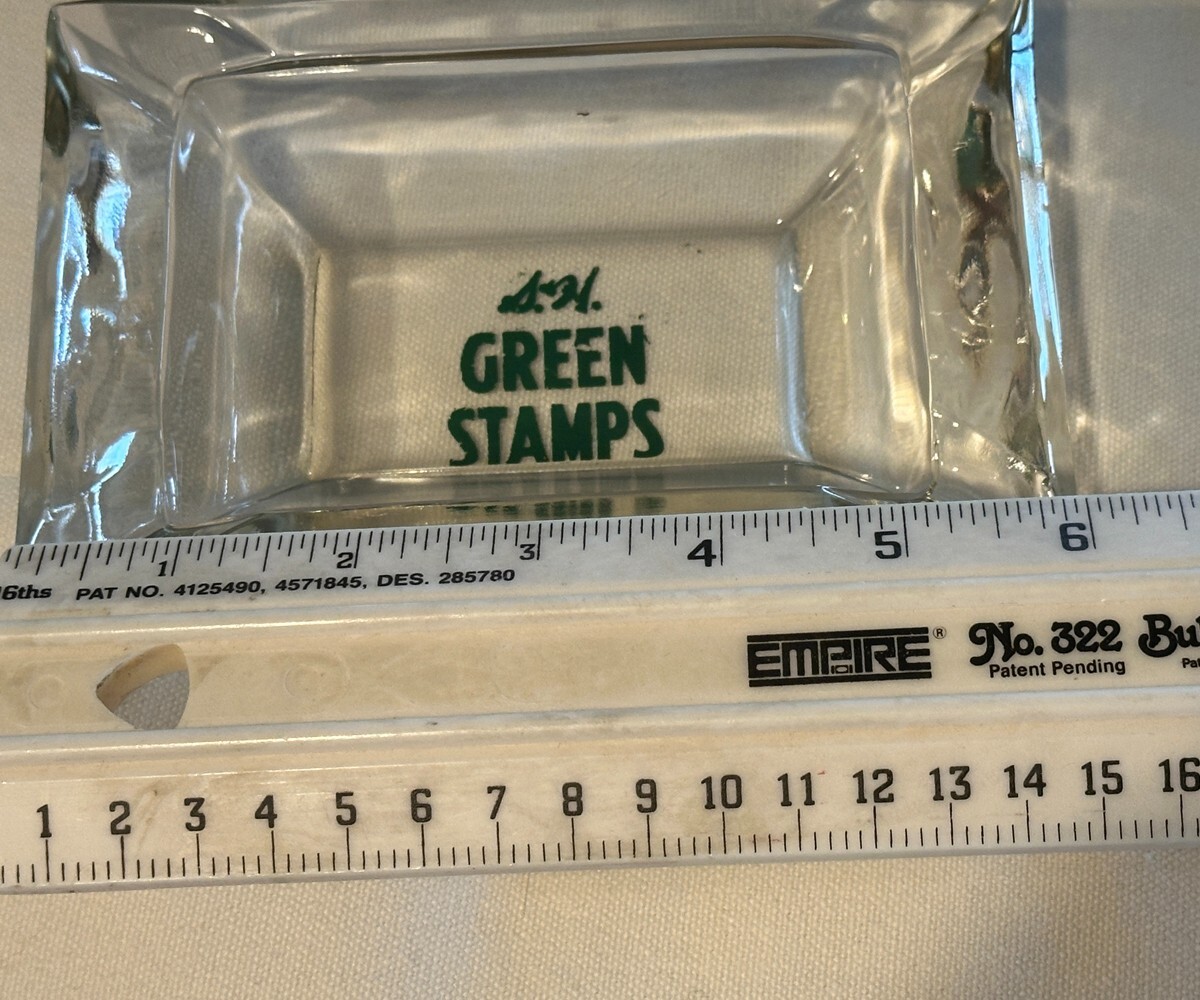 S.&H.
GREEN
STAMPS
1 2 3 4 5 6
16ths PAT NO. 4125490, 4571845, DES. 285780
EMPIRE® No. 322
Patent Pending
1 2 3 4 5 6 7 8 9 10 11 12 13 14 15 16